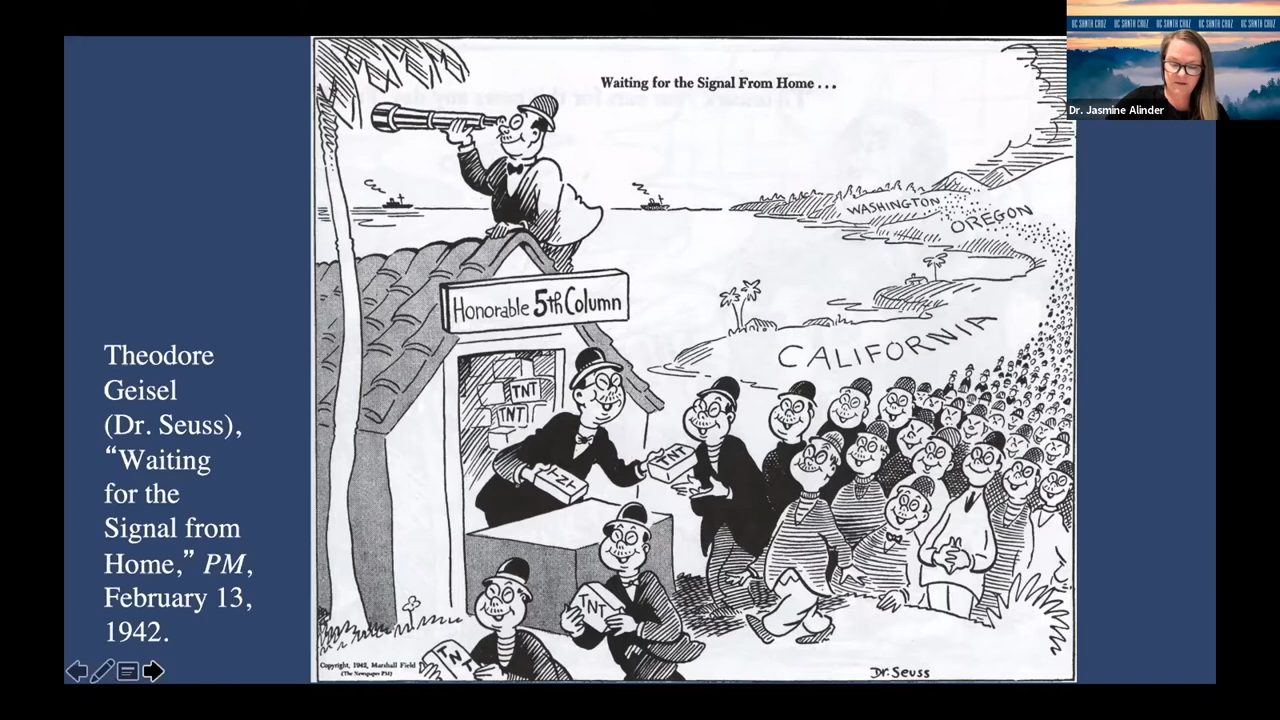 UC SANTA CRUZ UC SANTA CRUZ UC SANTA CRUZ UC SANTA CRUZ UC SANTA CRUZ
Dr. Jasmine Alinder
Waiting for the Signal From Home...
WASHINGTON
OREGON
CALIFORNIA
Honorable 5th Column
TNT
TNT
TNT
TNT
TNT
TNT
Theodore
Geisel
(Dr. Seuss),
“Waiting
for the
Signal from
Home,” PM,
February 13,
1942.
Copyright, 1942, Marshall Field
(The Newspaper PM)
Dr. Seuss